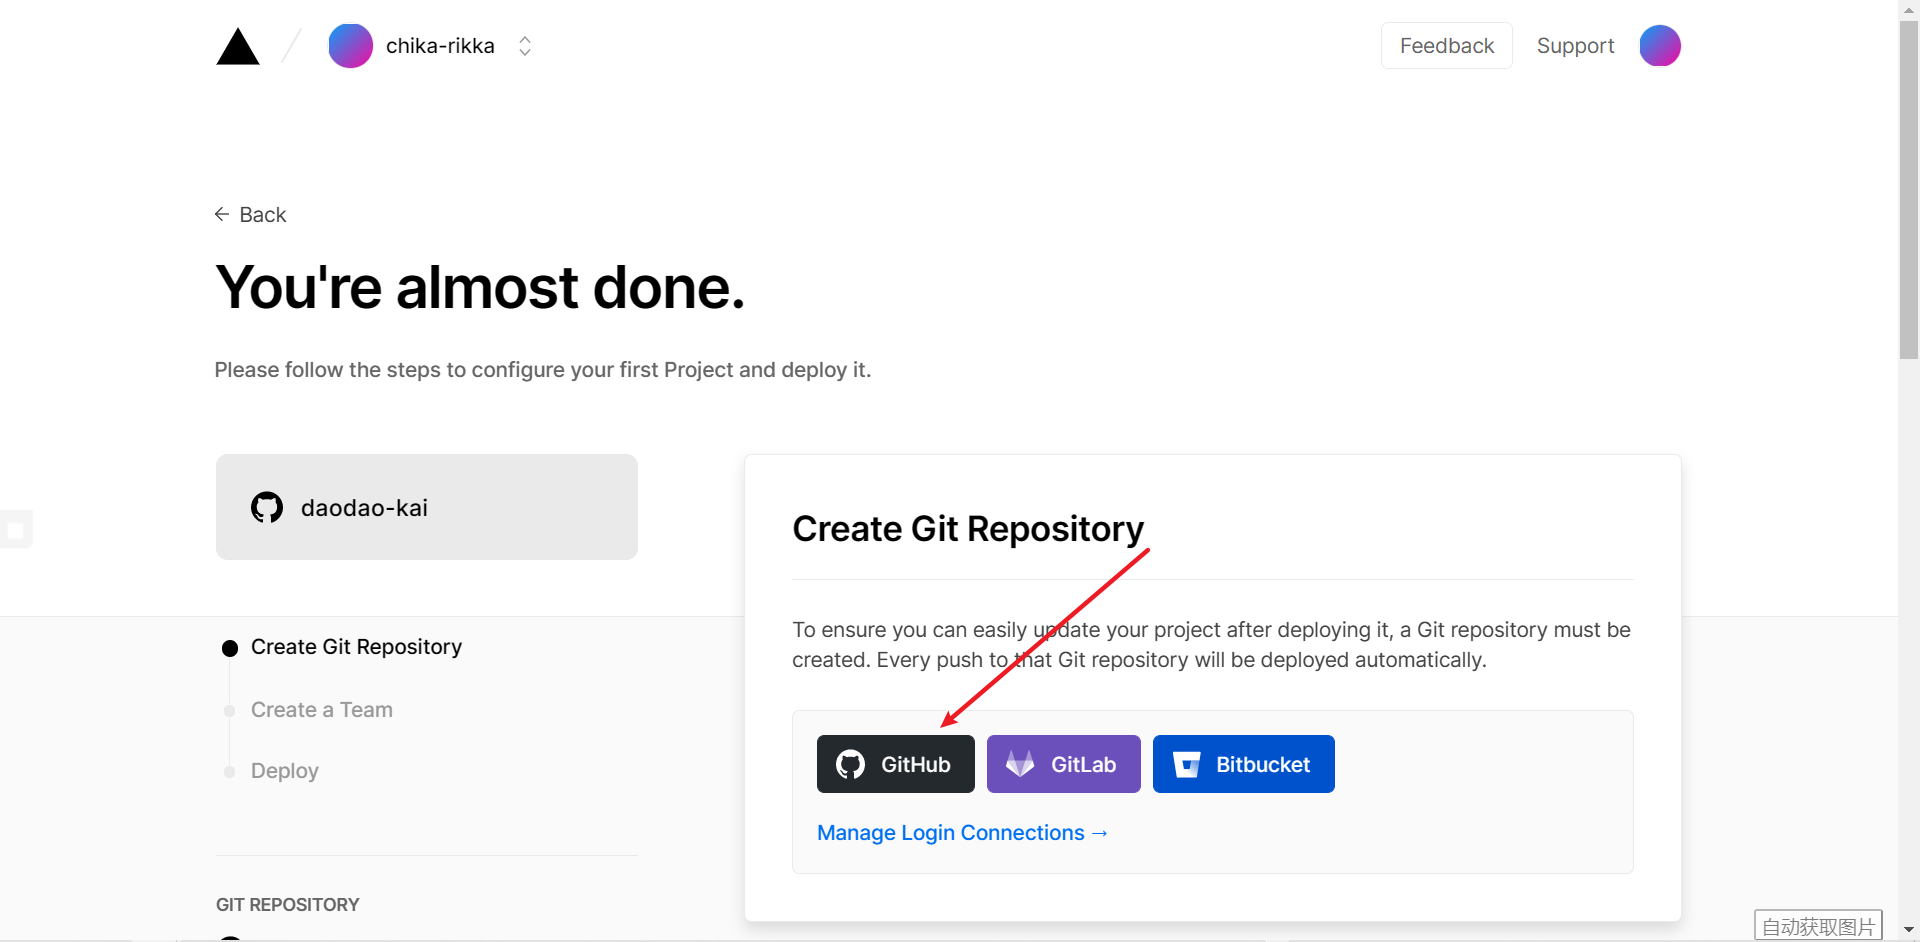 chika-rikka
Feedback
Support
← Back
You're almost done.
Please follow the steps to configure your first Project and deploy it.
daodao-kai
Create Git Repository
Create a Team
Deploy
GIT REPOSITORY
Create Git Repository
To ensure you can easily update your project after deploying it, a Git repository must be
created. Every push to that Git repository will be deployed automatically.
GitHub
GitLab
Bitbucket
Manage Login Connections →
自动获取图片